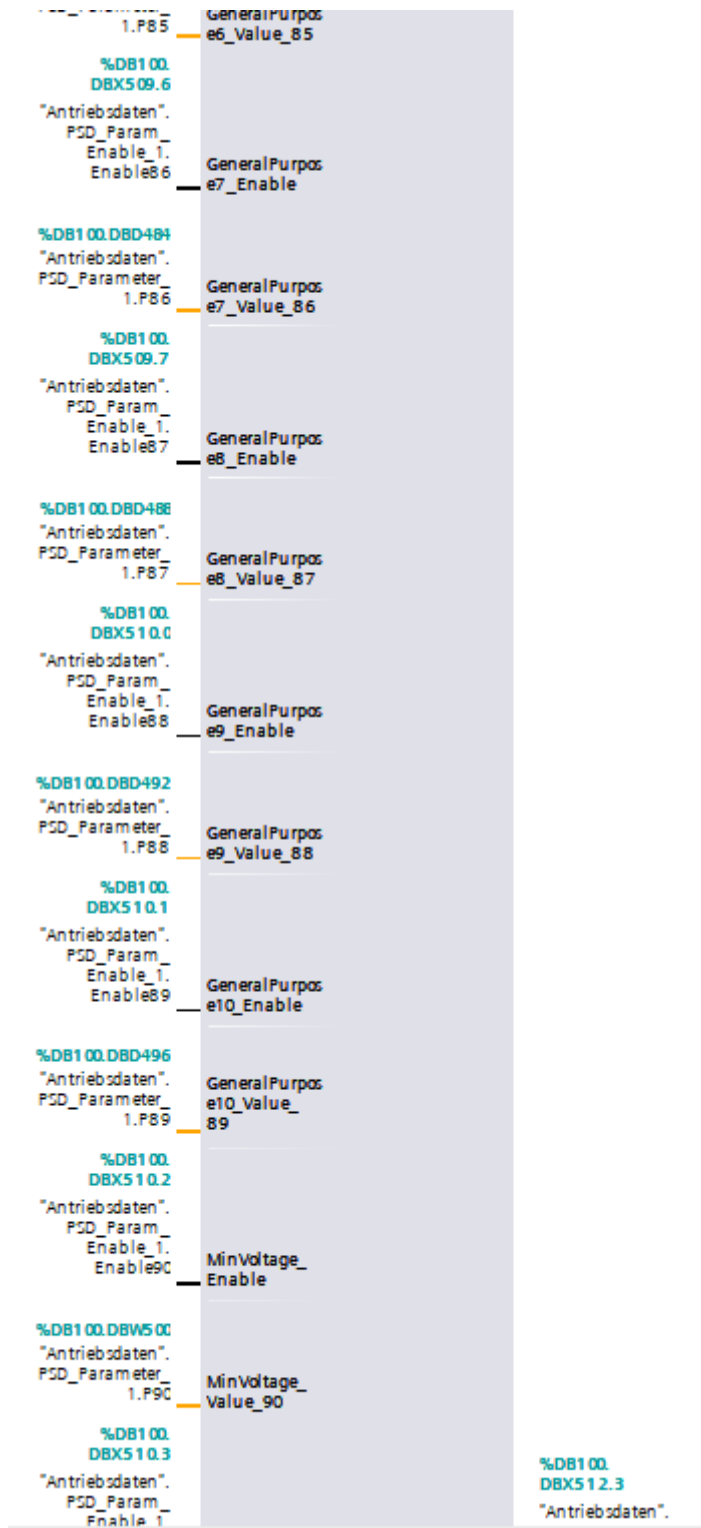 1.P85
GeneralPurpos
e6_Value_85
%DB100.
DBX509.6
"Antriebsdaten".
PSD_Param_
Enable_1.
Enable86
GeneralPurpos
e7_Enable
%DB100.DBD484
"Antriebsdaten".
PSD_Parameter_
1.P86
GeneralPurpos
e7_Value_86
%DB100.
DBX509.7
"Antriebsdaten".
PSD_Param_
Enable_1.
Enable87
GeneralPurpos
e8_Enable
%DB100.DBD488
"Antriebsdaten".
PSD_Parameter_
1.P87
GeneralPurpos
e8_Value_87
%DB100.
DBX510.0
"Antriebsdaten".
PSD_Param_
Enable_1.
Enable88
GeneralPurpos
e9_Enable
%DB100.DBD492
"Antriebsdaten".
PSD_Parameter_
1.P88
GeneralPurpos
e9_Value_88
%DB100.
DBX510.1
"Antriebsdaten".
PSD_Param_
Enable_1.
Enable89
GeneralPurpos
e10_Enable
%DB100.DBD496
"Antriebsdaten".
PSD_Parameter_
1.P89
GeneralPurpos
e10_Value_
89
%DB100.
DBX510.2
"Antriebsdaten".
PSD_Param_
Enable_1.
Enable90
MinVoltage_
Enable
%DB100.DBW500
"Antriebsdaten".
PSD_Parameter_
1.P90
MinVoltage_
Value_90
%DB100.
DBX510.3
"Antriebsdaten".
PSD_Param_
Enable_1
%DB100.
DBX512.3
"Antriebsdaten".